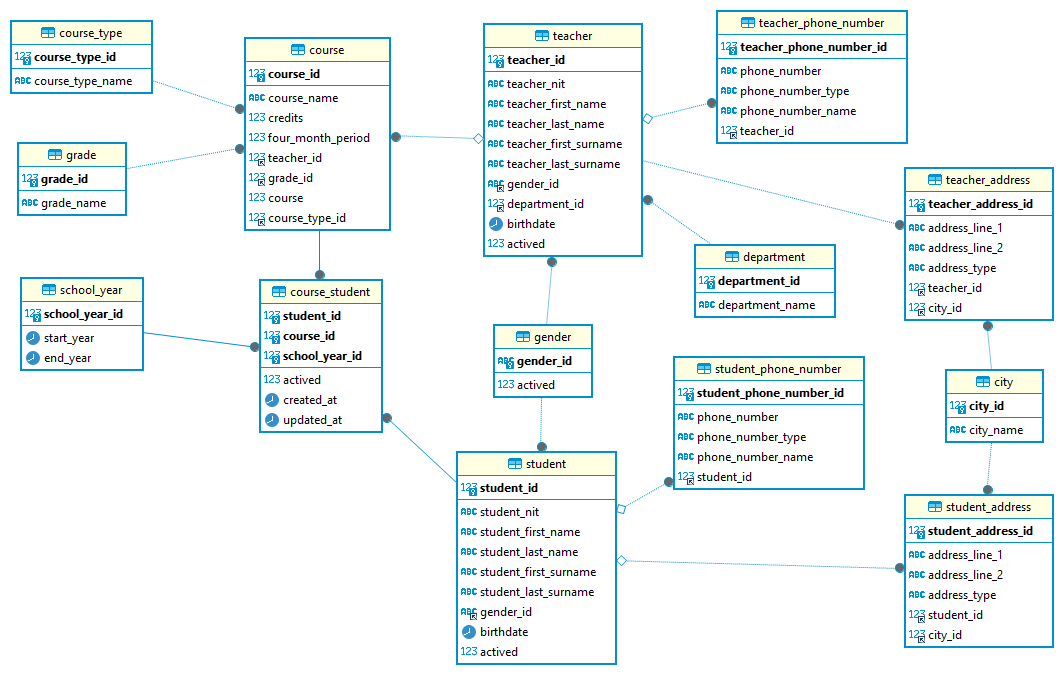 course_type
123 course_type_id
ABC course_type_name
grade
123 grade_id
ABC grade_name
school_year
123 school_year_id
start_year
end_year
course
123 course_id
ABC course_name
123 credits
123 four_month_period
123 teacher_id
123 grade_id
123 course
123 course_type_id
course_student
123 student_id
123 course_id
123 school_year_id
123 actived
created_at
updated_at
teacher
123 teacher_id
ABC teacher_nit
ABC teacher_first_name
ABC teacher_last_name
ABC teacher_first_surname
ABC teacher_last_surname
ABC gender_id
123 department_id
birthdate
123 actived
gender
ABC gender_id
123 actived
student
123 student_id
ABC student_nit
ABC student_first_name
ABC student_last_name
ABC student_first_surname
ABC student_last_surname
ABC gender_id
birthdate
123 actived
teacher_phone_number
123 teacher_phone_number_id
ABC phone_number
ABC phone_number_type
ABC phone_number_name
123 teacher_id
department
123 department_id
ABC department_name
student_phone_number
123 student_phone_number_id
ABC phone_number
ABC phone_number_type
ABC phone_number_name
123 student_id
teacher_address
123 teacher_address_id
ABC address_line_1
ABC address_line_2
ABC address_type
123 teacher_id
123 city_id
city
123 city_id
ABC city_name
student_address
123 student_address_id
ABC address_line_1
ABC address_line_2
ABC address_type
123 student_id
123 city_id